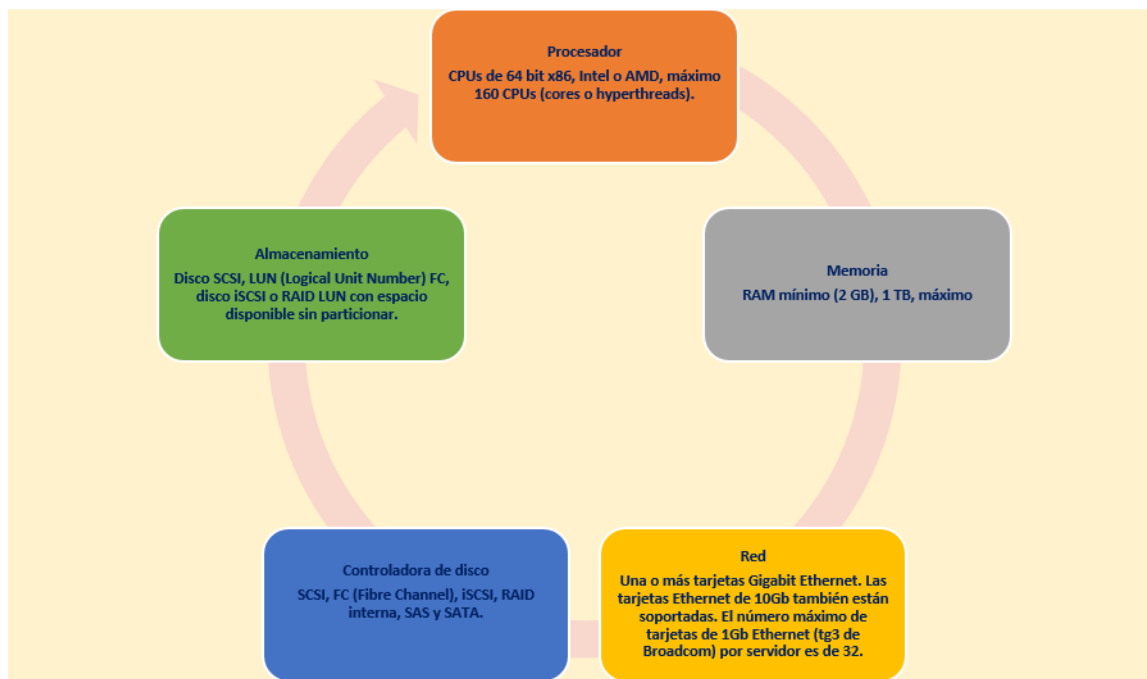 Procesador
CPUs de 64 bit x86, Intel o AMD, máximo
160 CPUs (cores o hyperthreads).
Memoria
RAM mínimo (2 GB), 1 TB, máximo
Red
Una o más tarjetas Gigabit Ethernet. Las
tarjetas Ethernet de 10Gb también están
soportadas. El número máximo de
tarjetas de 1Gb Ethernet (tg3 de
Broadcom) por servidor es de 32.
Controladora de disco
SCSI, FC (Fibre Channel), iSCSI, RAID
interna, SAS y SATA.
Almacenamiento
Disco SCSI, LUN (Logical Unit Number) FC,
disco iSCSI o RAID LUN con espacio
disponible sin particionar.